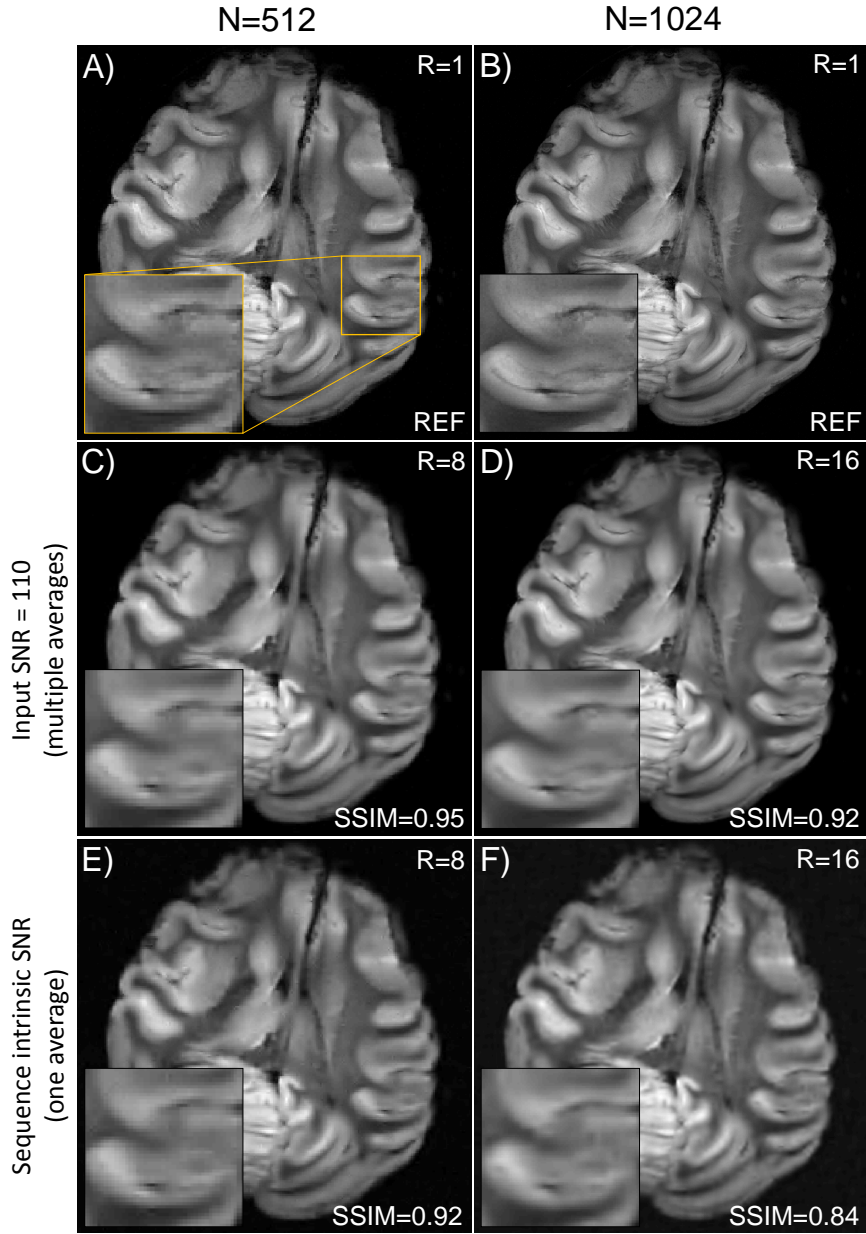 N=512
N=1024
A)
R=1
B)
R=1
REF
REF
C)
R=8
D)
R=16
Input SNR = 110
(multiple averages)
SSIM=0.95
SSIM=0.92
E)
R=8
F)
R=16
Sequence intrinsic SNR
(one average)
SSIM=0.92
SSIM=0.84